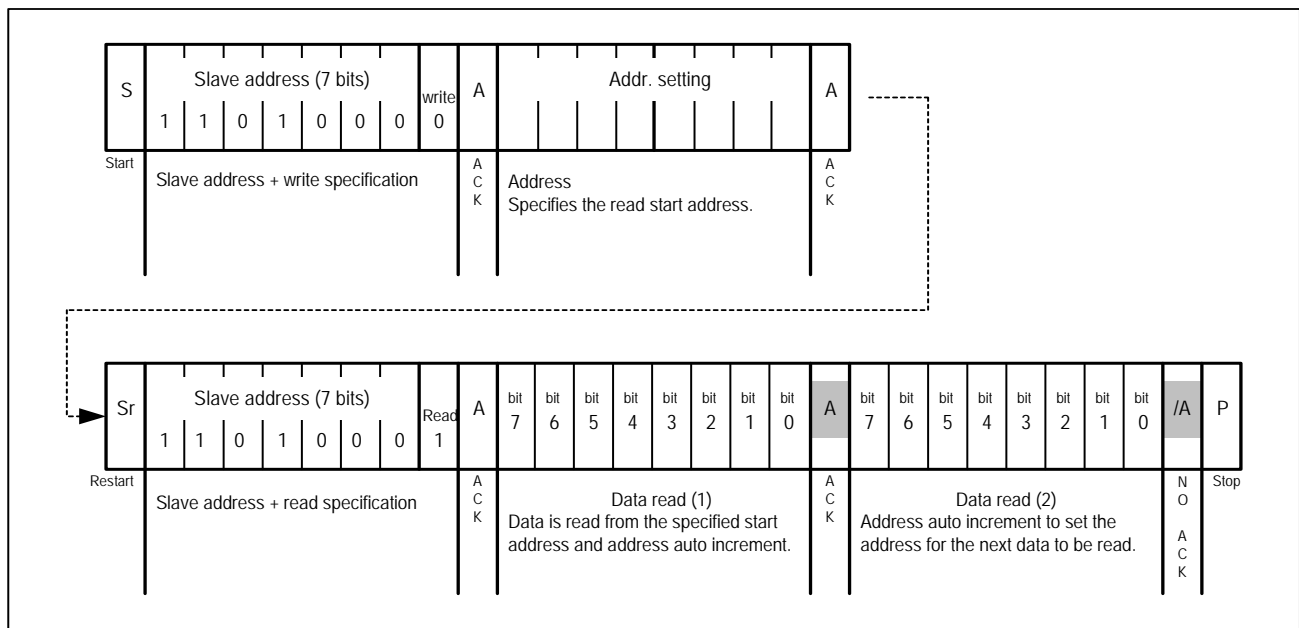 S
Slave address (7 bits)
write
A
Addr. setting
A
1 1 0 1 0 0 0 0
Start
Slave address + write specification
A C K
Address
Specifies the read start address.
A C K
Sr
Slave address (7 bits)
Read
A
bit 7 bit 6 bit 5 bit 4 bit 3 bit 2 bit 1 bit 0
A
bit 7 bit 6 bit 5 bit 4 bit 3 bit 2 bit 1 bit 0
/A
P
1 1 0 1 0 0 0 1
Restart
Slave address + read specification
A C K
Data read (1)
Data is read from the specified start
address and address auto increment.
A C K
Data read (2)
Address auto increment to set the
address for the next data to be read.
N O A C K
Stop